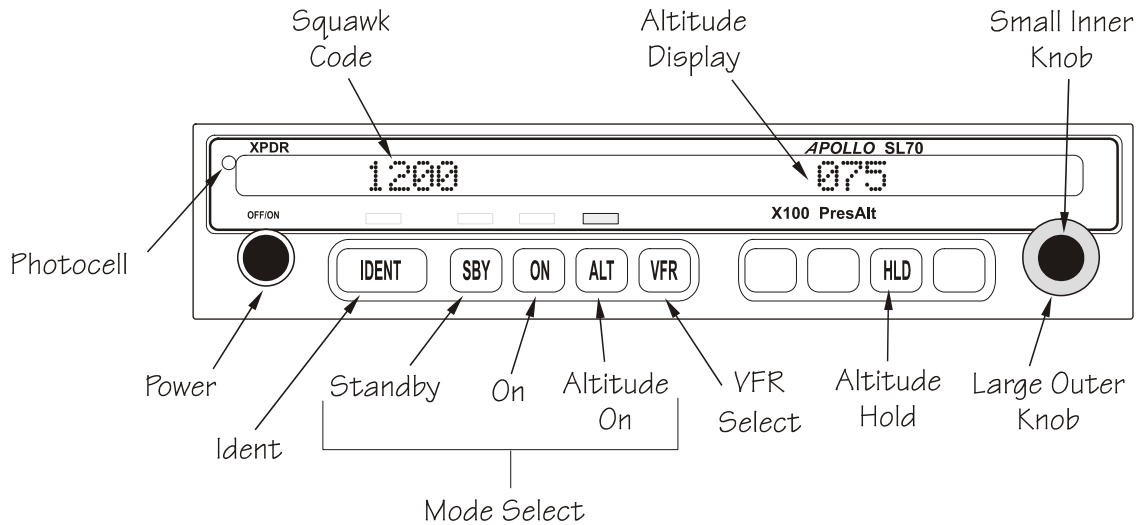 Squawk
Code
Altitude
Display
Small Inner
Knob
XPDR
APOLLO SL70
1200
075
OFF/ON
X100 PresAlt
Photocell
IDENT
SBY
ON
ALT
VFR
HLD
Power
Standby
On
Altitude
On
VFR
Select
Altitude
Hold
Large Outer
Knob
Ident
Mode Select